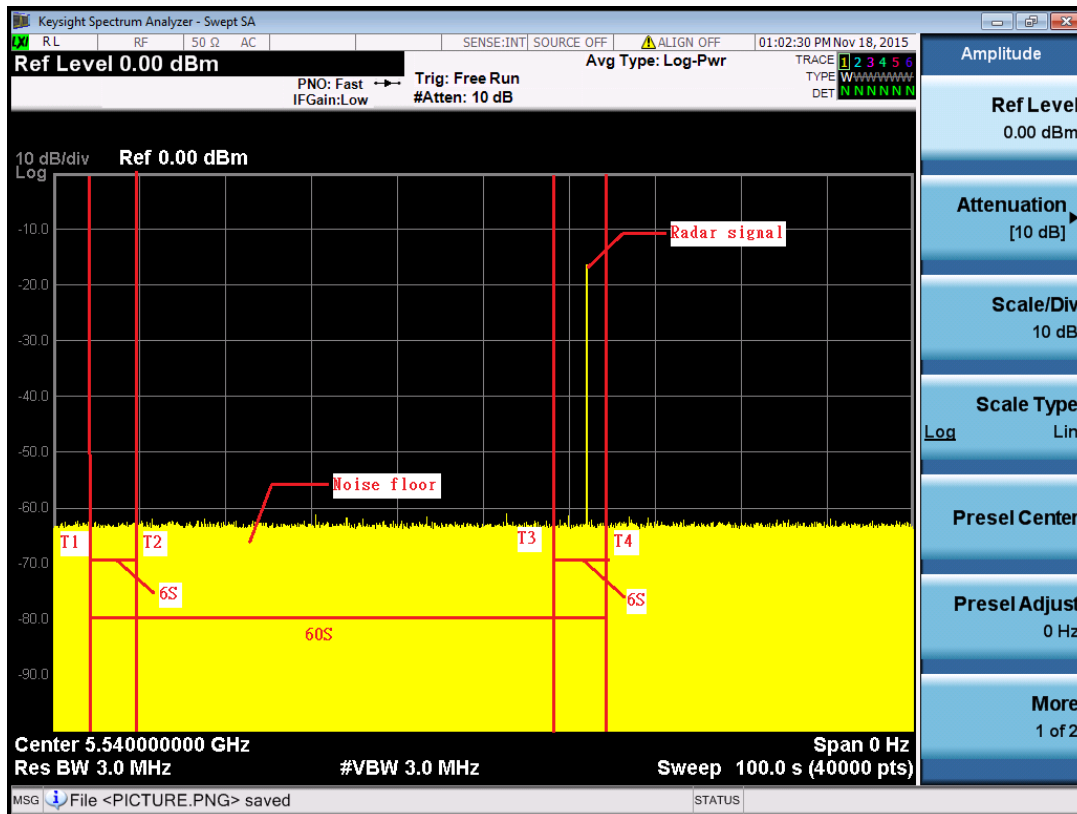 Keysight Spectrum Analyzer - Swept SA
LXI RL RF 50 Ω AC SENSE:INT SOURCE OFF ALIGN OFF 01:02:30 PM Nov 18, 2015
Ref Level 0.00 dBm
PNO: Fast
IFGain:Low
Trig: Free Run
#Atten: 10 dB
Avg Type: Log-Pwr
TRACE 1 2 3 4 5 6
TYPE WWWWWW
DET N N N N N N
10 dB/div Ref 0.00 dBm
Log
-10.0
-20.0
-30.0
-40.0
-50.0
-60.0
-70.0
-80.0
-90.0
Radar signal
Noise floor
T1 T2 T3 T4
6S 6S
60S
Center 5.540000000 GHz Span 0 Hz
Res BW 3.0 MHz #VBW 3.0 MHz Sweep 100.0 s (40000 pts)
MSG File <PICTURE.PNG> saved STATUS
Amplitude
Ref Level
0.00 dBm
Attenuation
[10 dB]
Scale/Div
10 dB
Scale Type
Log Lin
Presel Center
Presel Adjust
0 Hz
More
1 of 2